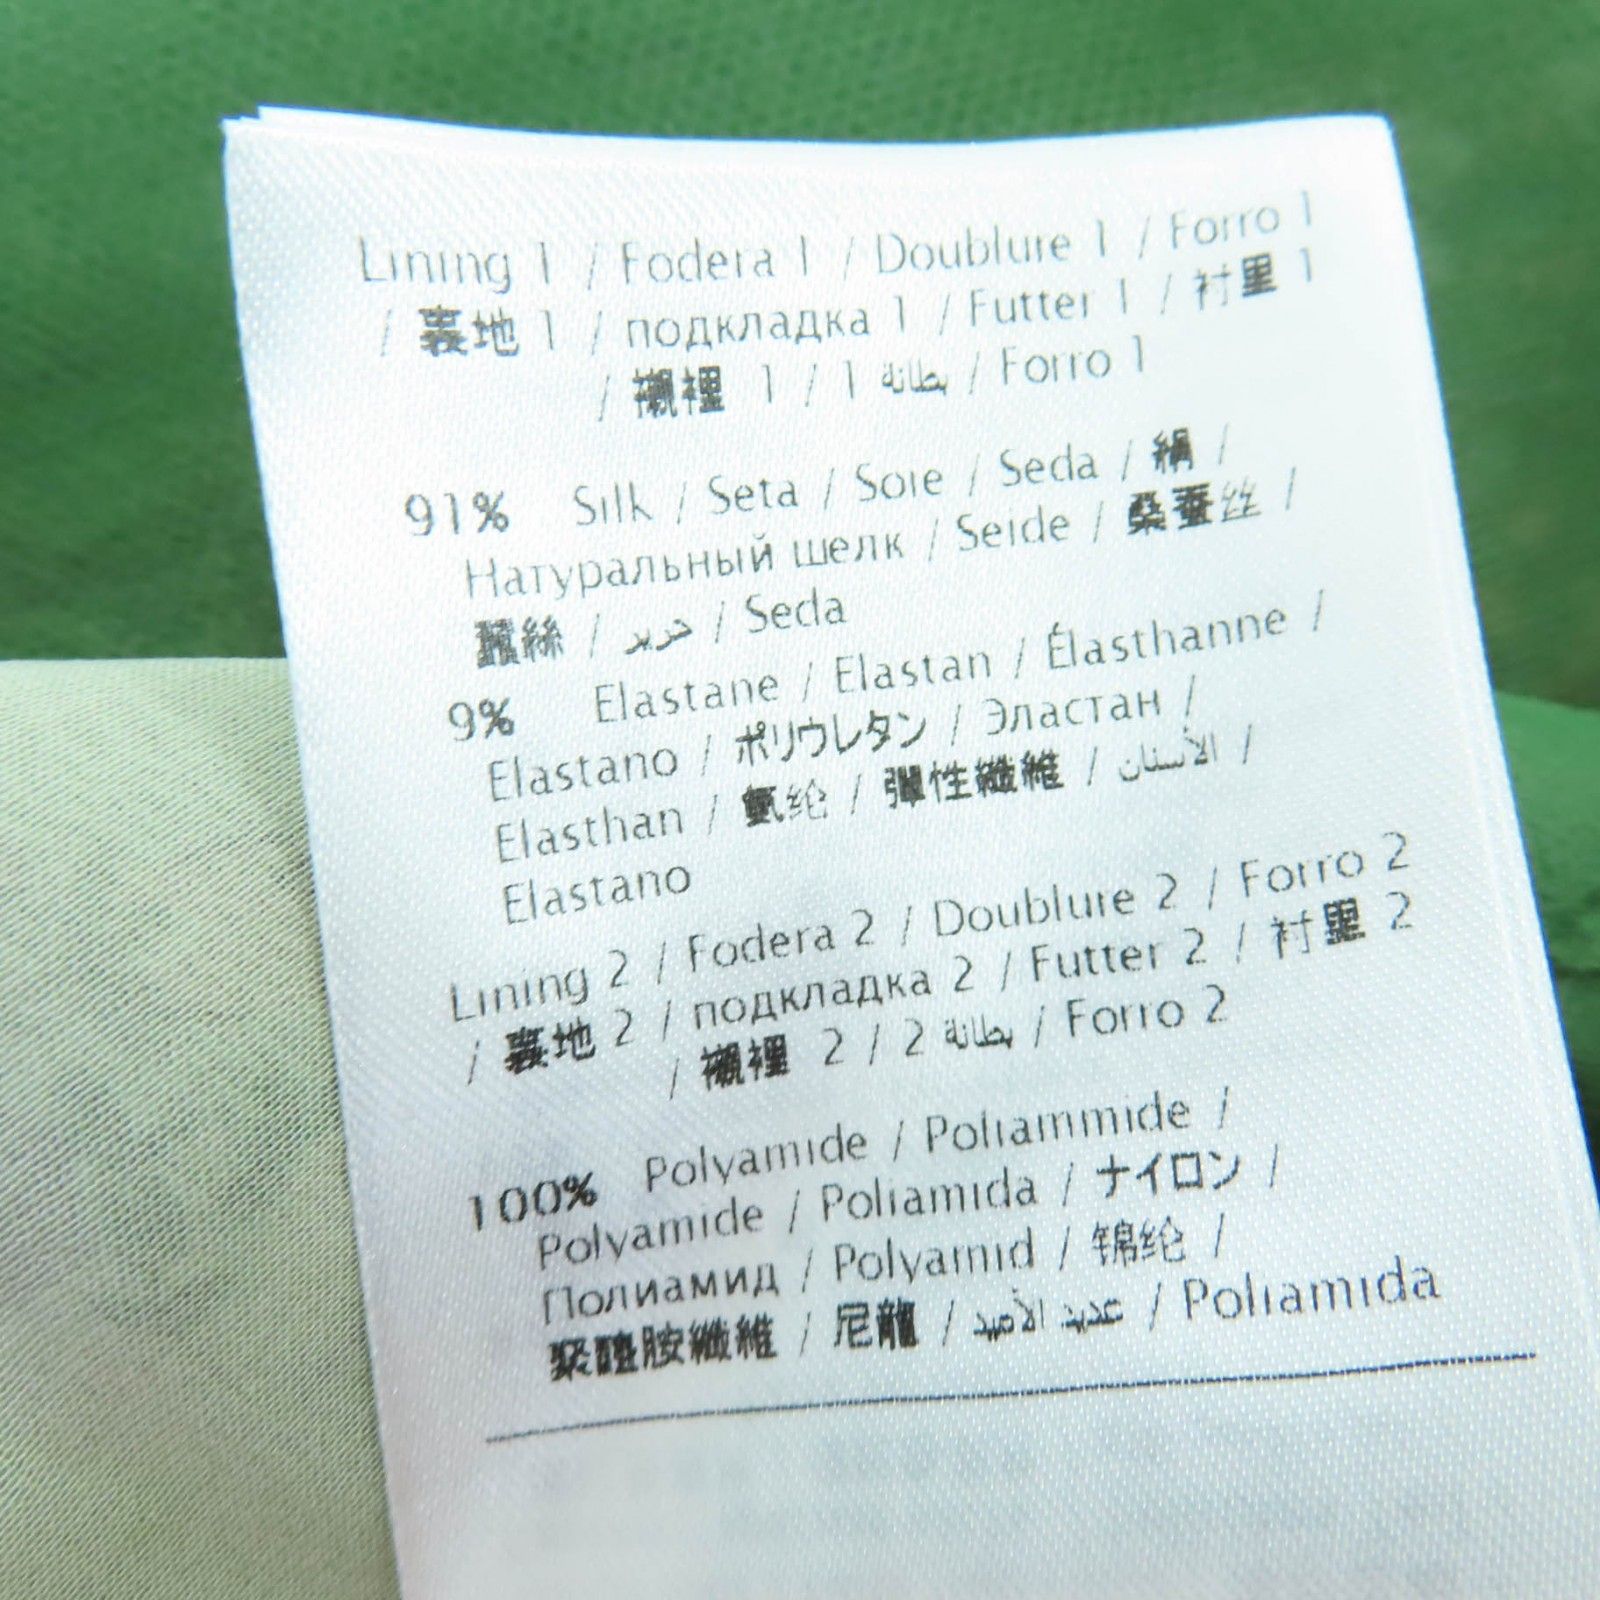 Lining 1 / Fodera 1 / Doublure 1 / Forro 1
/ 裏地 1 / подкладка 1 / Futter 1 / 衬里 1
/ 襯裡 1 / 1 بطانة / Forro 1
91% Silk / Seta / Soie / Seda / 絹 /
Натуральный шелк / Seide / 桑蚕丝 /
蠶絲 / حرير / Seda
9% Elastane / Elastan / Élasthanne /
Elastano / ポリウレタン / Эластан /
Elasthan / 氨纶 / 彈性纖維 / الأستان /
Elastano
Lining 2 / Fodera 2 / Doublure 2 / Forro 2
/ 裏地 2 / подкладка 2 / Futter 2 / 衬里 2
/ 襯裡 2 / 2 بطانة / Forro 2
100% Polyamide / Poliammide /
Polyamide / Poliamida / ナイロン /
Полиамид / Polyamid / 锦纶 /
聚醯胺纖維 / 尼龍 / عديد الأميد / Poliamida